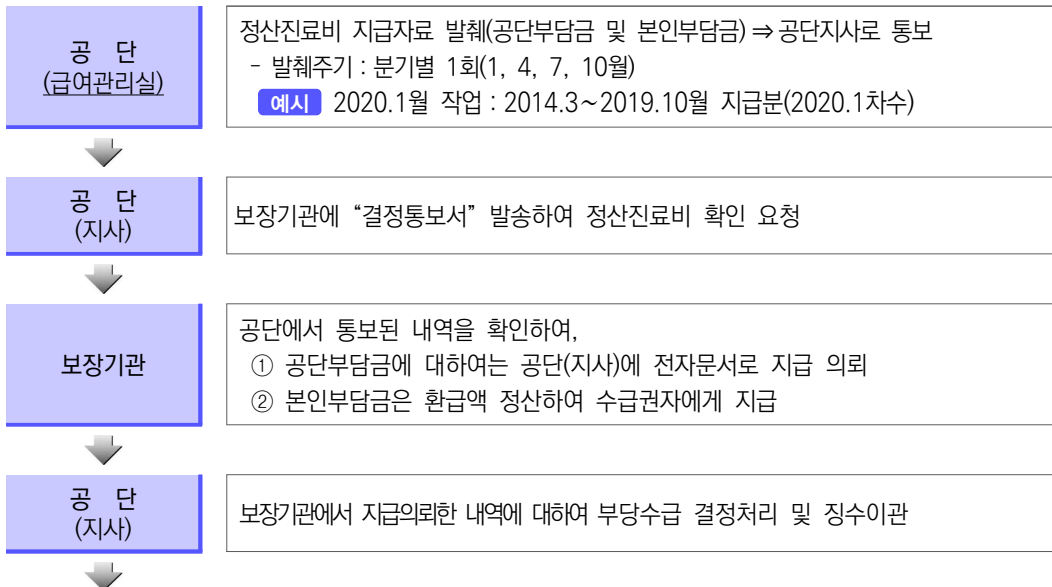 공 단
(급여관리실)
정산진료비 지급자료 발췌(공단부담금 및 본인부담금) ⇒ 공단지사로 통보
- 발췌주기 : 분기별 1회(1, 4, 7, 10월)
예시 2020.1월 작업 : 2014.3~2019.10월 지급분(2020.1차수)
공 단
(지사)
보장기관에 “결정통보서” 발송하여 정산진료비 확인 요청
보장기관
공단에서 통보된 내역을 확인하여,
① 공단부담금에 대하여는 공단(지사)에 전자문서로 지급 의뢰
② 본인부담금은 환급액 정산하여 수급권자에게 지급
공 단
(지사)
보장기관에서 지급의뢰한 내역에 대하여 부당수급 결정처리 및 징수이관